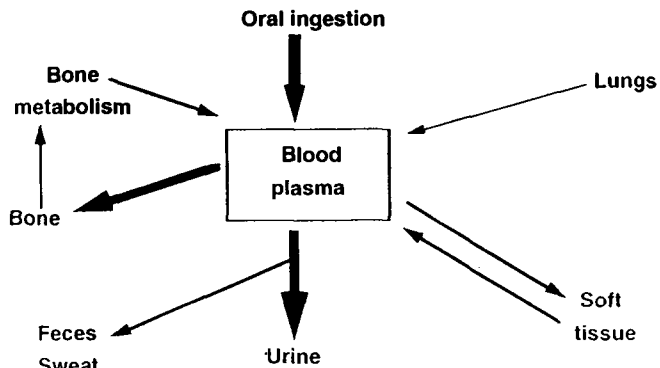 Oral ingestion
Bone
metabolism
Lungs
Blood
plasma
Bone
Soft
tissue
Feces
Sweat
Urine